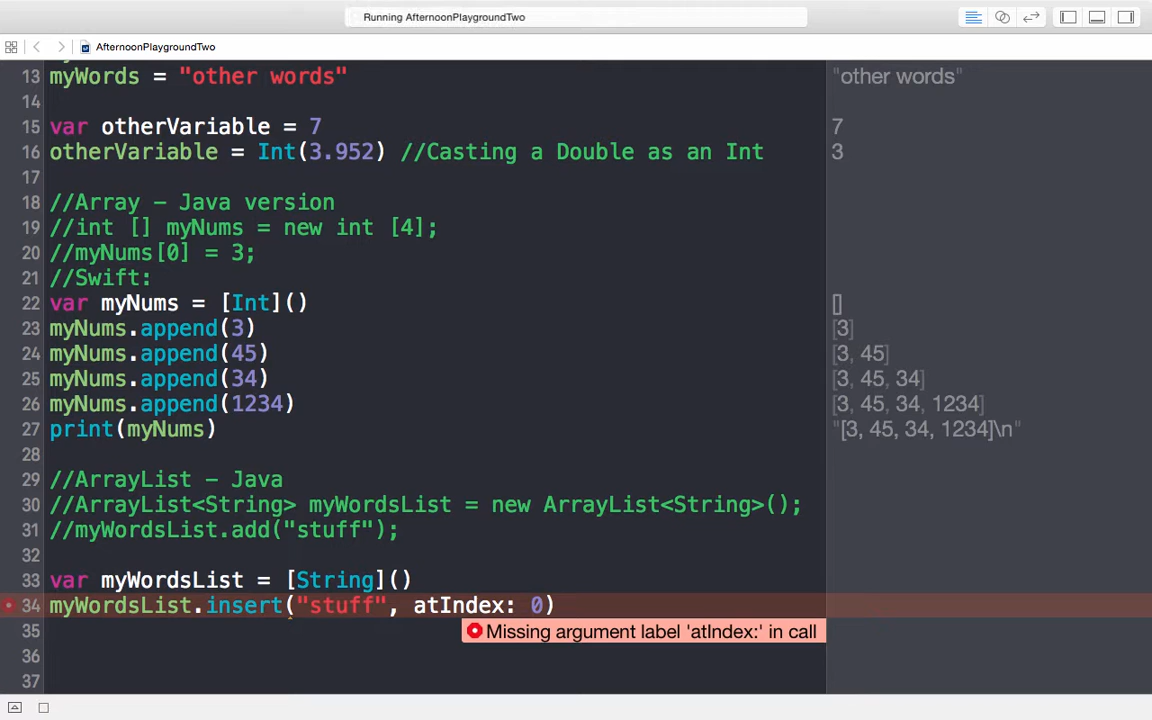 Running AfternoonPlaygroundTwo
AfternoonPlaygroundTwo
13 myWords = "other words" "other words"
14
15 var otherVariable = 7 7
16 otherVariable = Int(3.952) //Casting a Double as an Int 3
17
18 //Array - Java version
19 //int [] myNums = new int [4];
20 //myNums[0] = 3;
21 //Swift:
22 var myNums = [Int]() []
23 myNums.append(3) [3]
24 myNums.append(45) [3, 45]
25 myNums.append(34) [3, 45, 34]
26 myNums.append(1234) [3, 45, 34, 1234]
27 print(myNums) "[3, 45, 34, 1234]\n"
28
29 //ArrayList - Java
30 //ArrayList<String> myWordsList = new ArrayList<String>();
31 //myWordsList.add("stuff");
32
33 var myWordsList = [String]()
34 myWordsList.insert("stuff", atIndex: 0)
35 Missing argument label 'atIndex:' in call
36
37